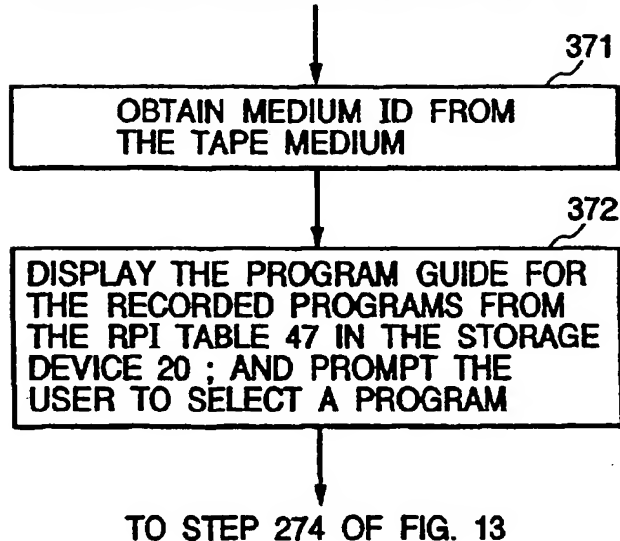 371
OBTAIN MEDIUM ID FROM
THE TAPE MEDIUM
372
DISPLAY THE PROGRAM GUIDE FOR
THE RECORDED PROGRAMS FROM
THE RPI TABLE 47 IN THE STORAGE
DEVICE 20 ; AND PROMPT THE
USER TO SELECT A PROGRAM
TO STEP 274 OF FIG. 13